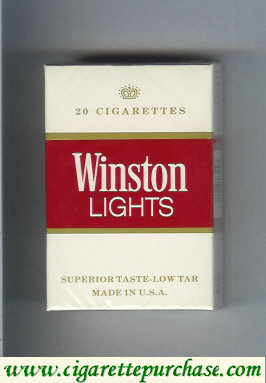 20 CIGARETTES
Winston
LIGHTS
SUPERIOR TASTE-LOW TAR
MADE IN U.S.A.
www.cigarettepurchase.com